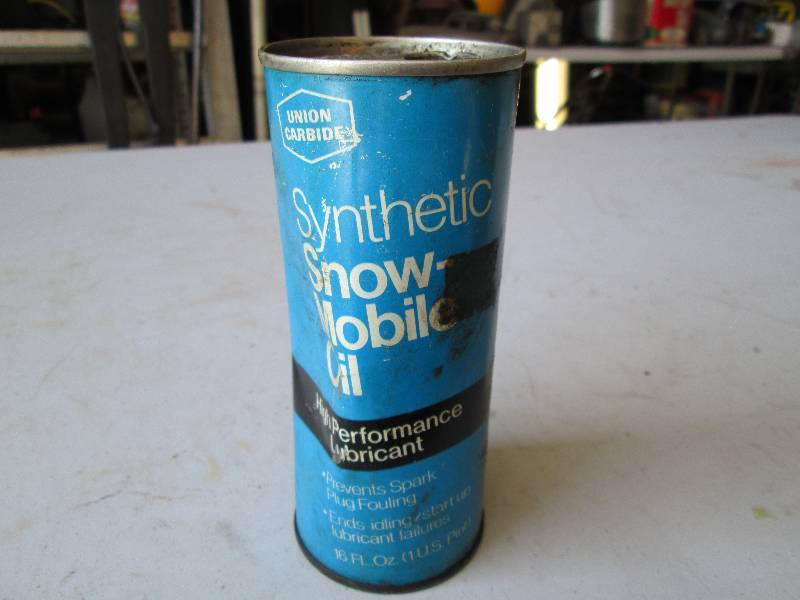 UNION
CARBIDE
Synthetic
Snow-
Mobile
Oil
High Performance
Lubricant
•Prevents Spark
Plug Fouling
•Ends idling/start up
lubricant failures
16 FL. Oz. (1 U.S. Pint)